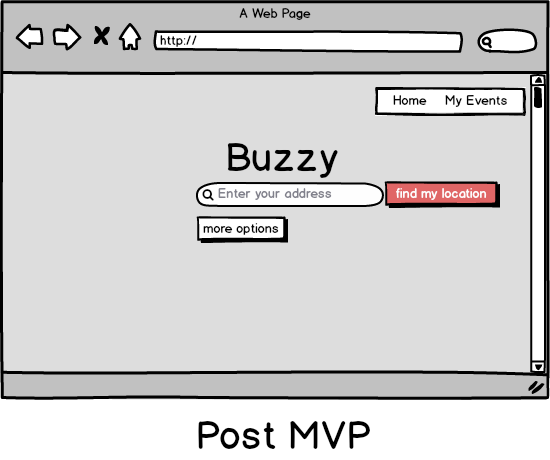 A Web Page
http://
Home My Events
Buzzy
Enter your address find my location
more options
Post MVP